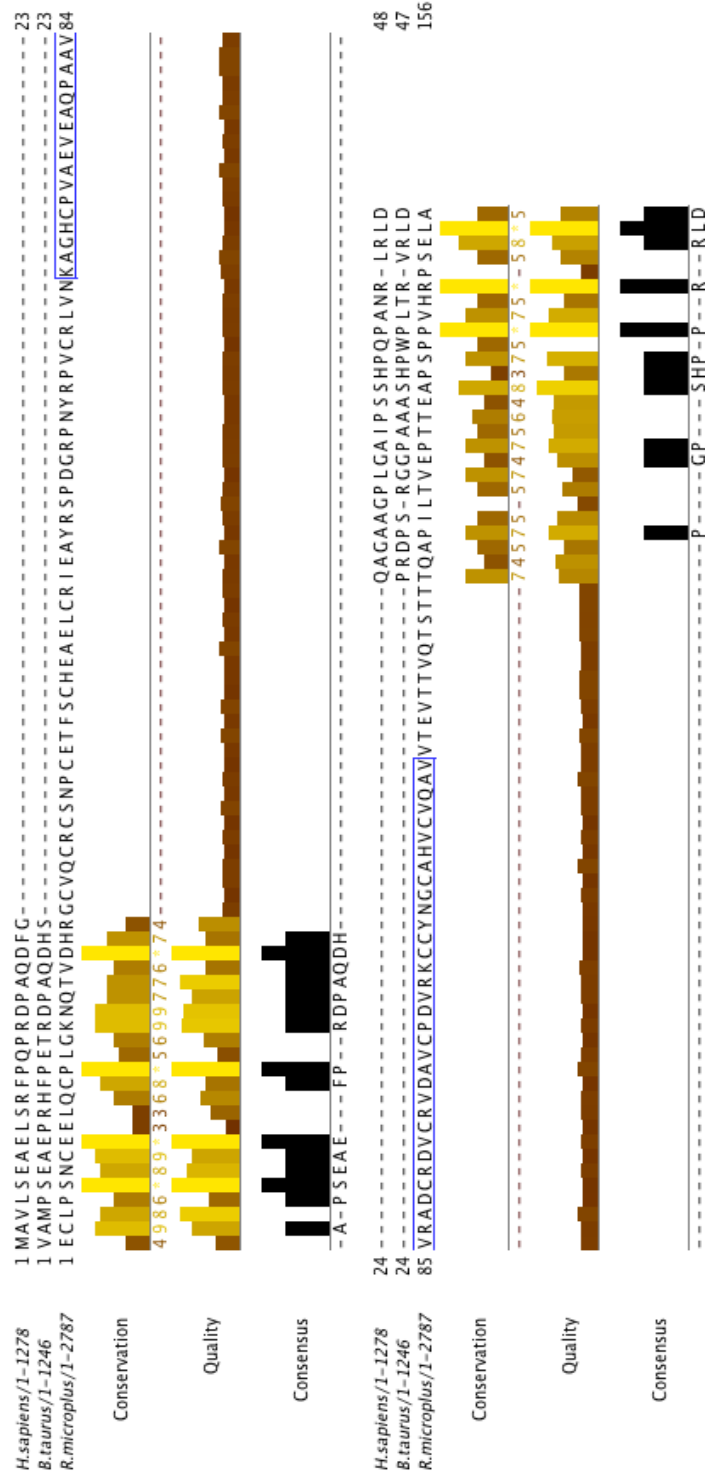 H.sapiens/1-1278 1 MAVLSEAELSRFPQPRDPAQDFG------------------------------------------------------------- 23
B.taurus/1-1246 1 VAMPSEAEPRHFPETRDPAQDHS------------------------------------------------------------- 23
R.microplus/1-2787 1 ECLPSNCEELQCPLGKNQTVDHRGCVQCRCSNPCETFSCHEAELCRIEAYRSPDGRPNYRPVCRLVNKAGHCPVAEVEAQPAAV 84
Conservation
4986*89*3368*5699776*74-------------------------------------------------------------
Quality
Consensus
-A-PSEAE---FP--RDPAQDH--------------------------------------------------------------
H.sapiens/1-1278 24 ----------------------------------------------QAGAAGPLGAIPSSHPQPANR-LRLD 48
B.taurus/1-1246 24 ----------------------------------------------PRDPS-RGGPAAASHPWPLTR-VRLD 47
R.microplus/1-2787 85 VRADCRDVCRVDAVCPDVRKCCYNGCAHVCVQAVVTEVTTVQTSTTTQAPILTVEPTTEAPSPPVHRPSELA 156
Conservation
----------------------------------------------74575-57475648375*75*-58*5
Quality
Consensus
-------------------------------------------------P----GP---SHP-P--R--RLD